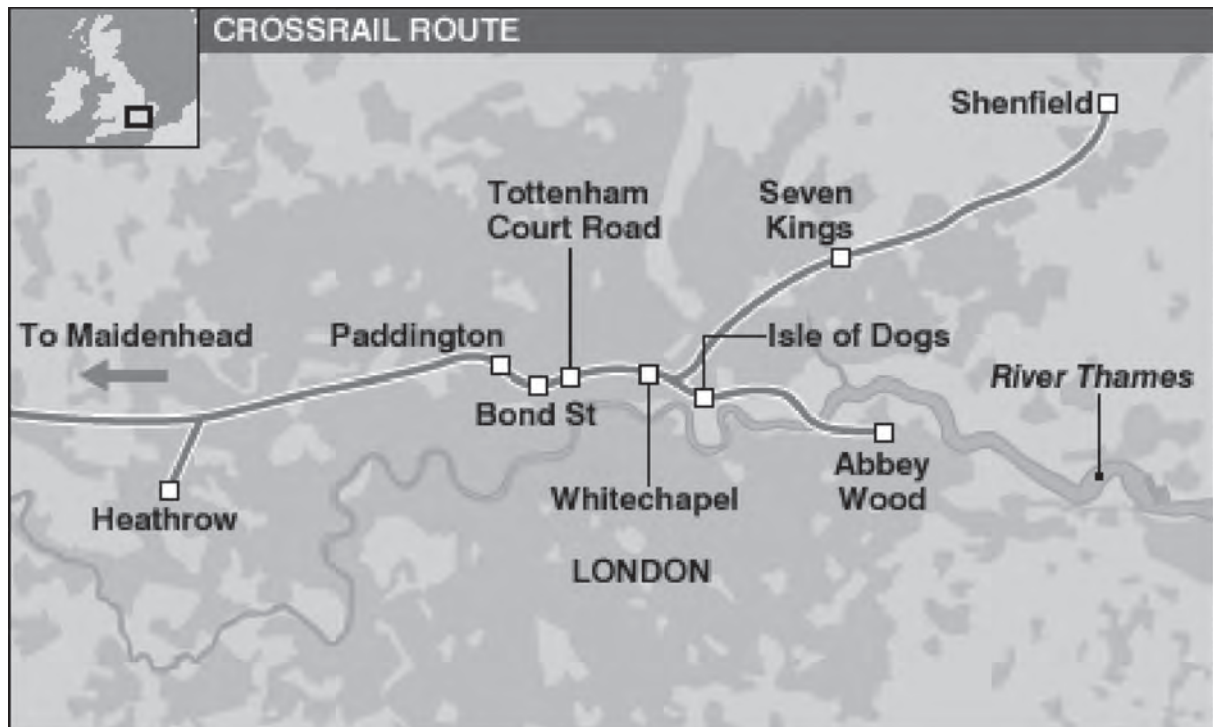 CROSSRAIL ROUTE
Shenfield
Tottenham
Court Road
Seven
Kings
To Maidenhead
Paddington
Isle of Dogs
River Thames
Bond St
Abbey
Wood
Whitechapel
Heathrow
LONDON